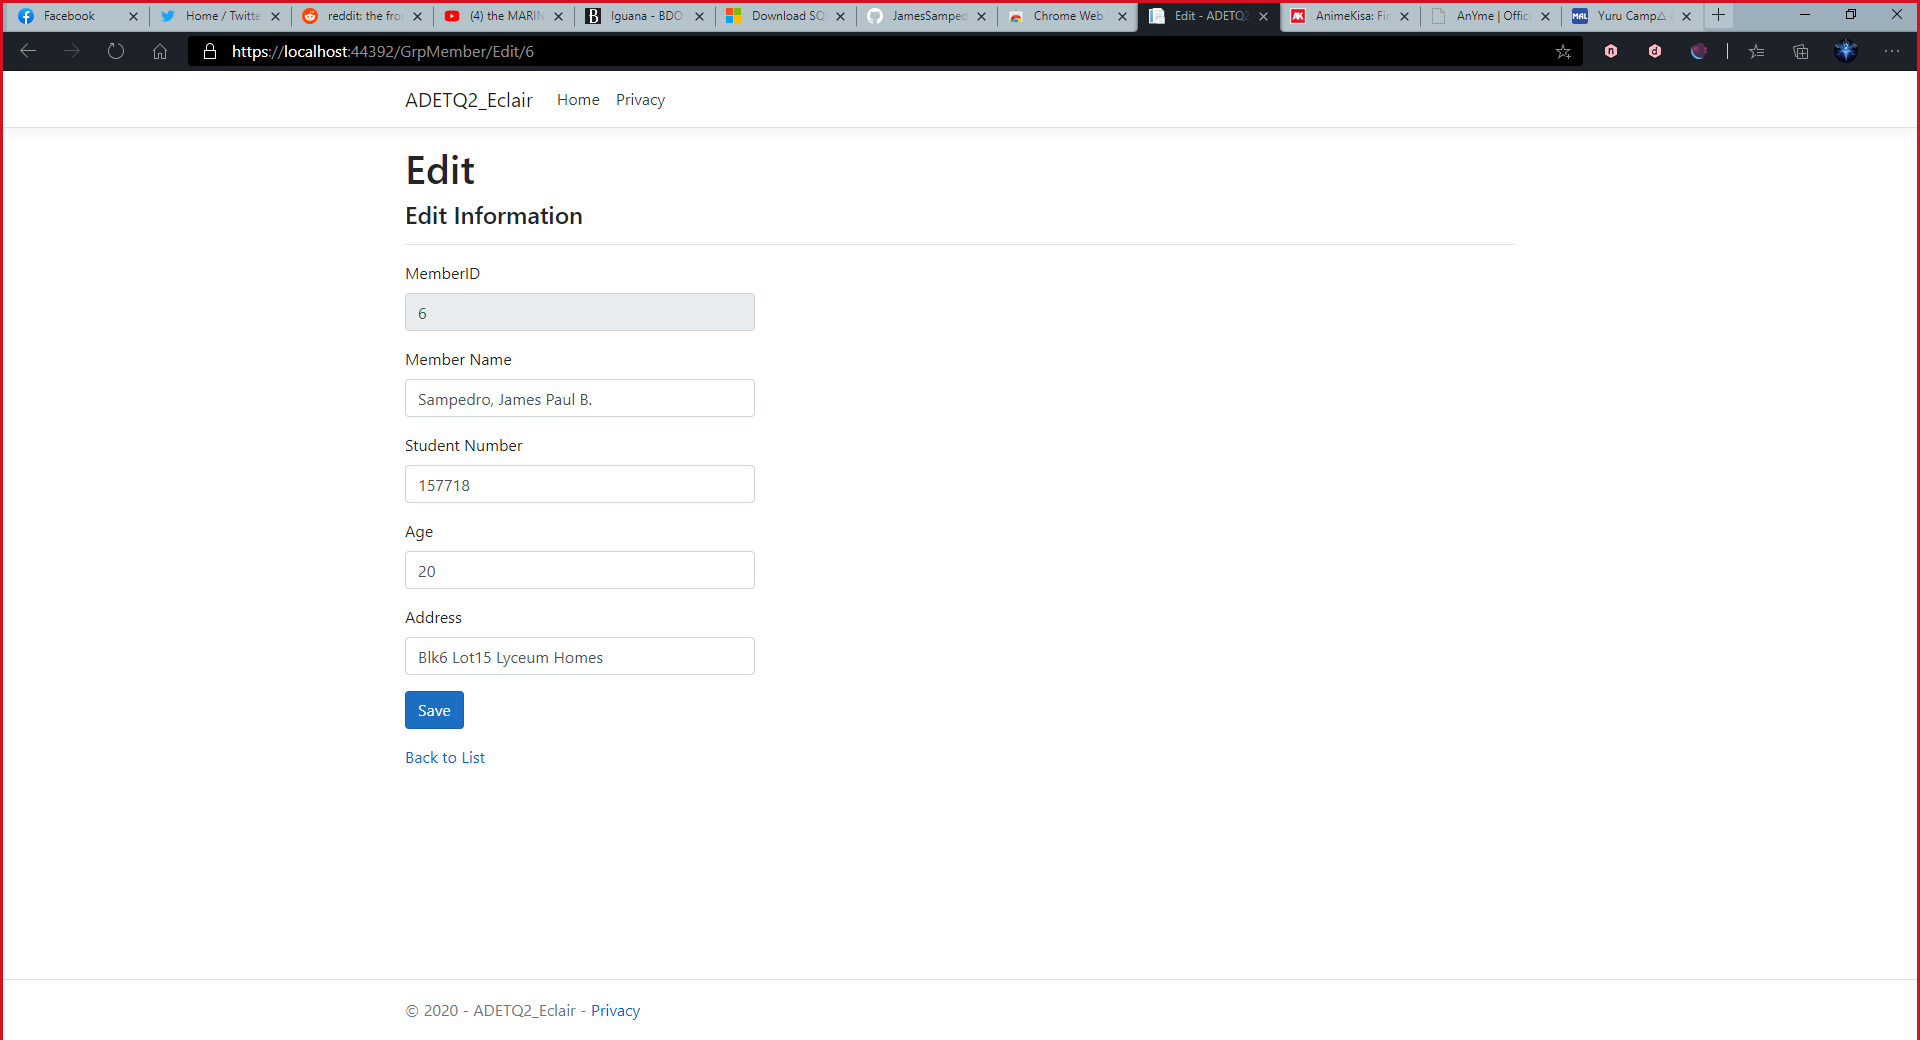 Facebook
Home / Twitte
reddit: the fro
(4) the MARIN
Iguana - BDO
Download SQ
JamesSamped
Chrome Web
Edit - ADETQ2
AnimeKisa: Fin
AnYme | Offici
Yuru Camp△
https://localhost:44392/GrpMember/Edit/6
ADETQ2_Eclair Home Privacy
Edit
Edit Information
MemberID
6
Member Name
Sampedro, James Paul B.
Student Number
157718
Age
20
Address
Blk6 Lot15 Lyceum Homes
Save
Back to List
© 2020 - ADETQ2_Eclair - Privacy